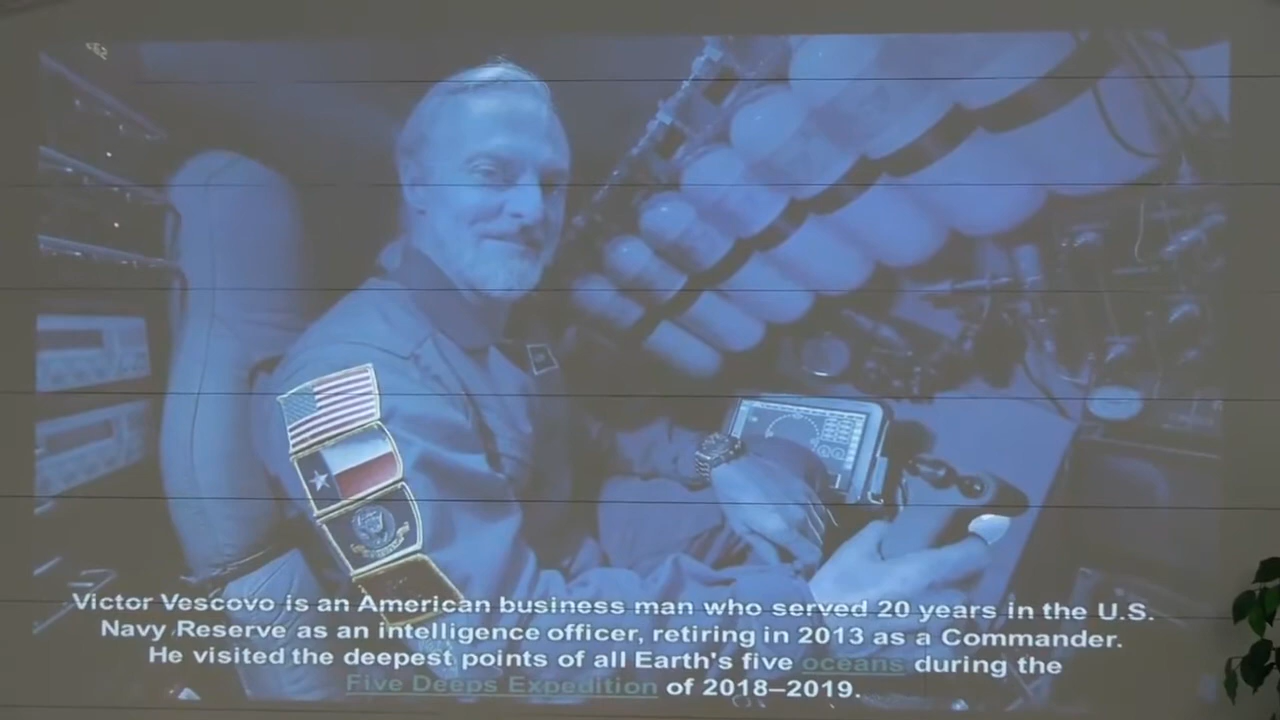 Victor Vescovo is an American business man who served 20 years in the U.S.
Navy Reserve as an intelligence officer, retiring in 2013 as a Commander.
He visited the deepest points of all Earth's five oceans during the
Five Deeps Expedition of 2018–2019.